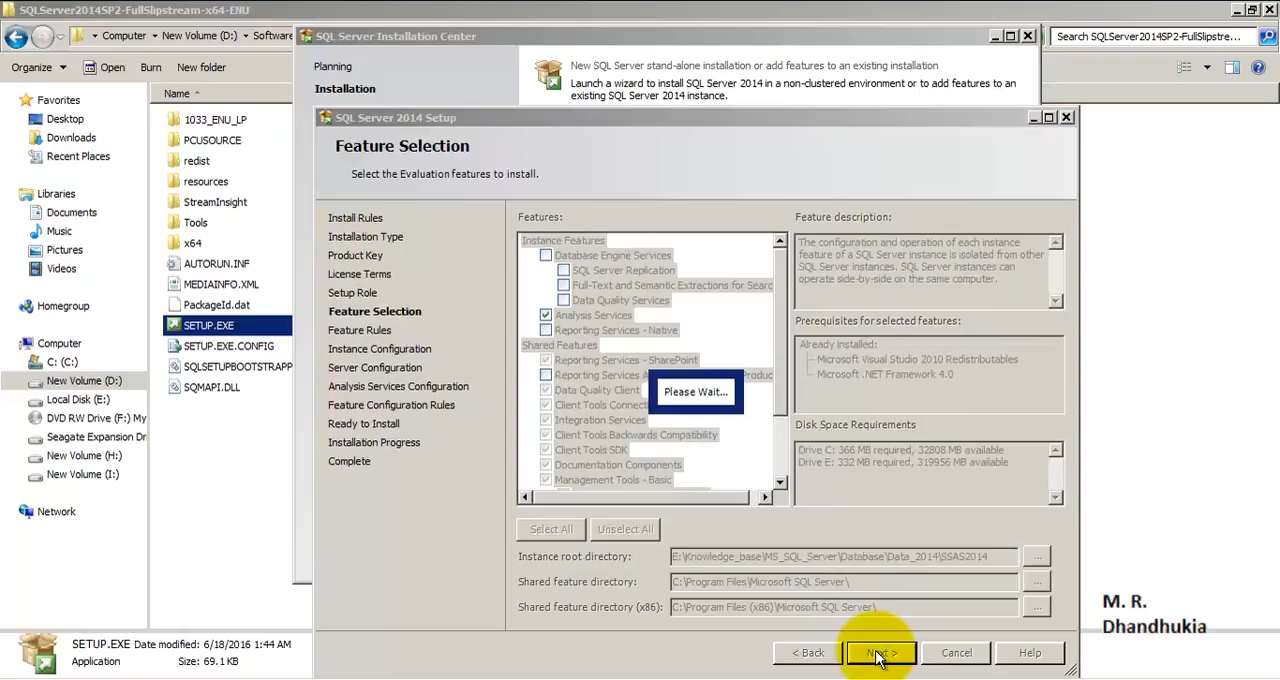 SQLServer2014SP2-FullSlipstream-x64-ENU
Computer New Volume (D:) Software
Search SQLServer2014SP2-FullSlipstre...
Organize Open Burn New folder
Favorites
Desktop
Downloads
Recent Places
Libraries
Documents
Music
Pictures
Videos
Homegroup
Computer
C: (C:)
New Volume (D:)
Local Disk (E:)
DVD RW Drive (F:) My
Seagate Expansion Dr
New Volume (H:)
New Volume (I:)
Network
Name
1033_ENU_LP
PCUSOURCE
redist
resources
StreamInsight
Tools
x64
AUTORUN.INF
MEDIAINFO.XML
PackageId.dat
SETUP.EXE
SETUP.EXE.CONFIG
SQLSETUPBOOTSTRAPP
SQMAPI.DLL
SQL Server Installation Center
Planning
Installation
New SQL Server stand-alone installation or add features to an existing installation
Launch a wizard to install SQL Server 2014 in a non-clustered environment or to add features to an
existing SQL Server 2014 instance.
SQL Server 2014 Setup
Feature Selection
Select the Evaluation features to install.
Install Rules
Installation Type
Product Key
License Terms
Setup Role
Feature Selection
Feature Rules
Instance Configuration
Server Configuration
Analysis Services Configuration
Feature Configuration Rules
Ready to Install
Installation Progress
Complete
Features:
Instance Features
Database Engine Services
SQL Server Replication
Full-Text and Semantic Extractions for Searc
Data Quality Services
Analysis Services
Reporting Services - Native
Shared Features
Reporting Services - SharePoint
Reporting Services Produc
Data Quality Client
Client Tools
Integration Services
Client Tools Backwards Compatibility
Client Tools SDK
Documentation Components
Management Tools - Basic
Please Wait...
Feature description:
The configuration and operation of each instance
feature of a SQL Server instance is isolated from other
SQL Server instances. SQL Server instances can
operate side-by-side on the same computer.
Prerequisites for selected features:
Already installed:
Microsoft Visual Studio 2010 Redistributables
Microsoft .NET Framework 4.0
Disk Space Requirements
Drive C: 366 MB required, 32808 MB available
Drive E: 332 MB required, 319956 MB available
Select All Unselect All
Instance root directory: E:\Knowledge_base\MS_SQL_Server\Database\Data_2014\SSAS2014 ...
Shared feature directory: C:\Program Files\Microsoft SQL Server\ ...
Shared feature directory (x86): C:\Program Files (x86)\Microsoft SQL Server\ ...
< Back Next > Cancel Help
M. R.
Dhandhukia
SETUP.EXE Date modified: 6/18/2016 1:44 AM
Application Size: 69.1 KB